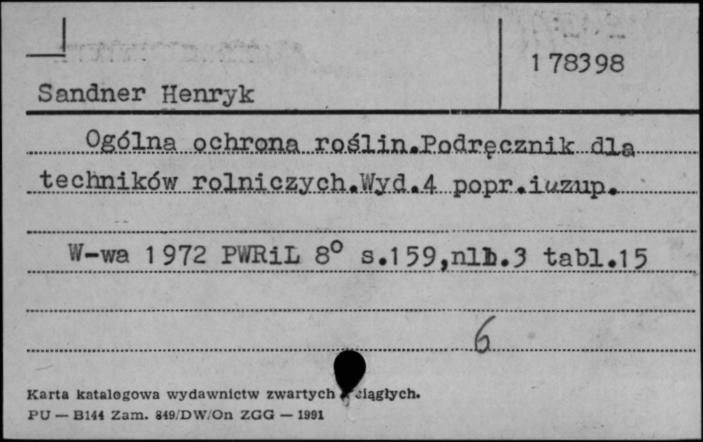 178398
Sandner Henryk
Ogólna ochrona roślin.Podręcznik dla
techników rolniczych.Wyd.4 popr.iuzup.
W-wa 1972 PWRiL 8° s.159,nlb.3 tabl.15
6
Karta katalogowa wydawnictw zwartych ciągłych.
PU — B144 Zam. 849/DW/On ZGG — 1991